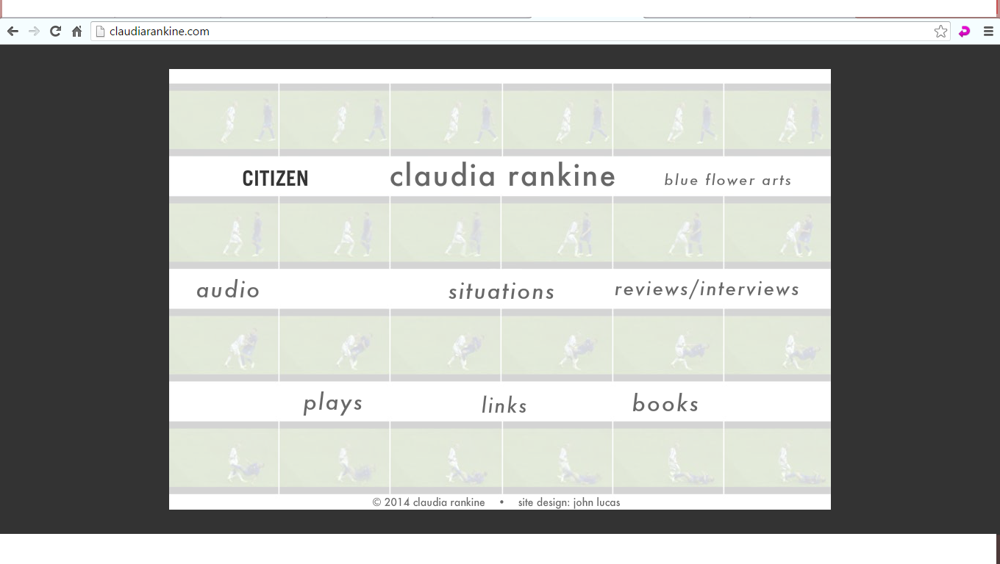 claudiarankine.com
CITIZEN claudia rankine blue flower arts
audio situations reviews/interviews
plays links books
© 2014 claudia rankine • site design: john lucas